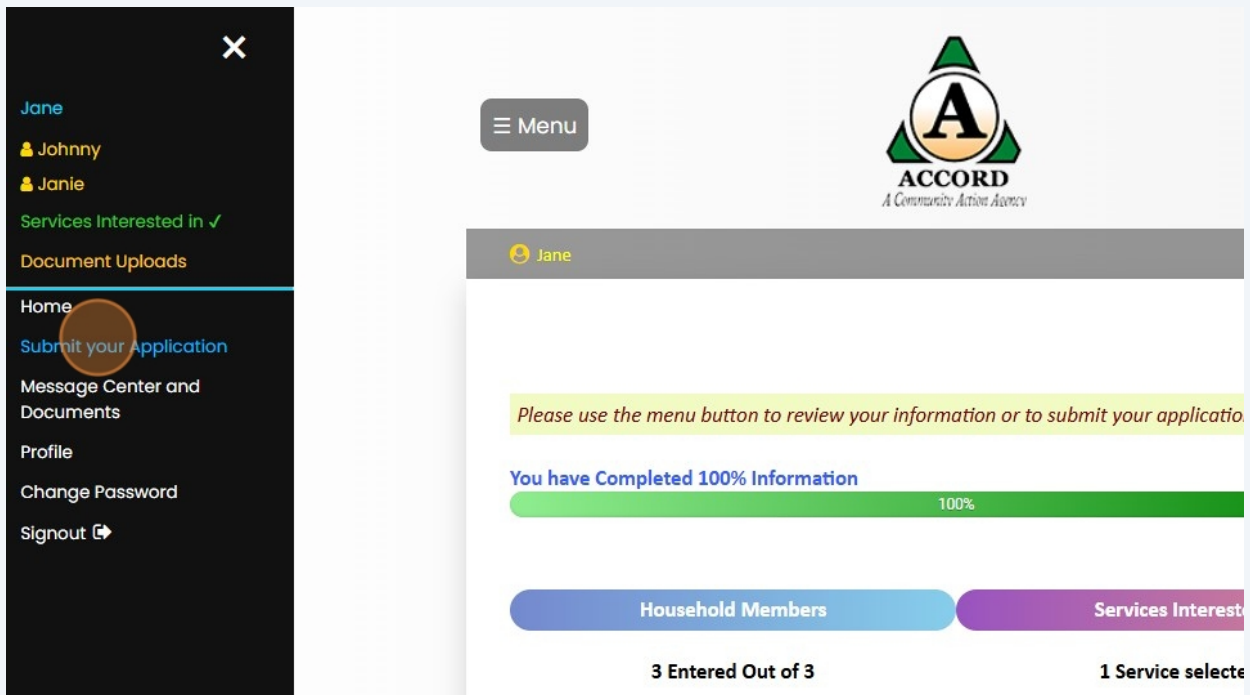 Jane
Johnny
Janie
Services Interested in ✓
Document Uploads
Home
Submit your Application
Message Center and
Documents
Profile
Change Password
Signout
☰ Menu
A
ACCORD
A Community Action Agency
Jane
Please use the menu button to review your information or to submit your applicatio
You have Completed 100% Information
100%
Household Members
Services Intereste
3 Entered Out of 3
1 Service selecte